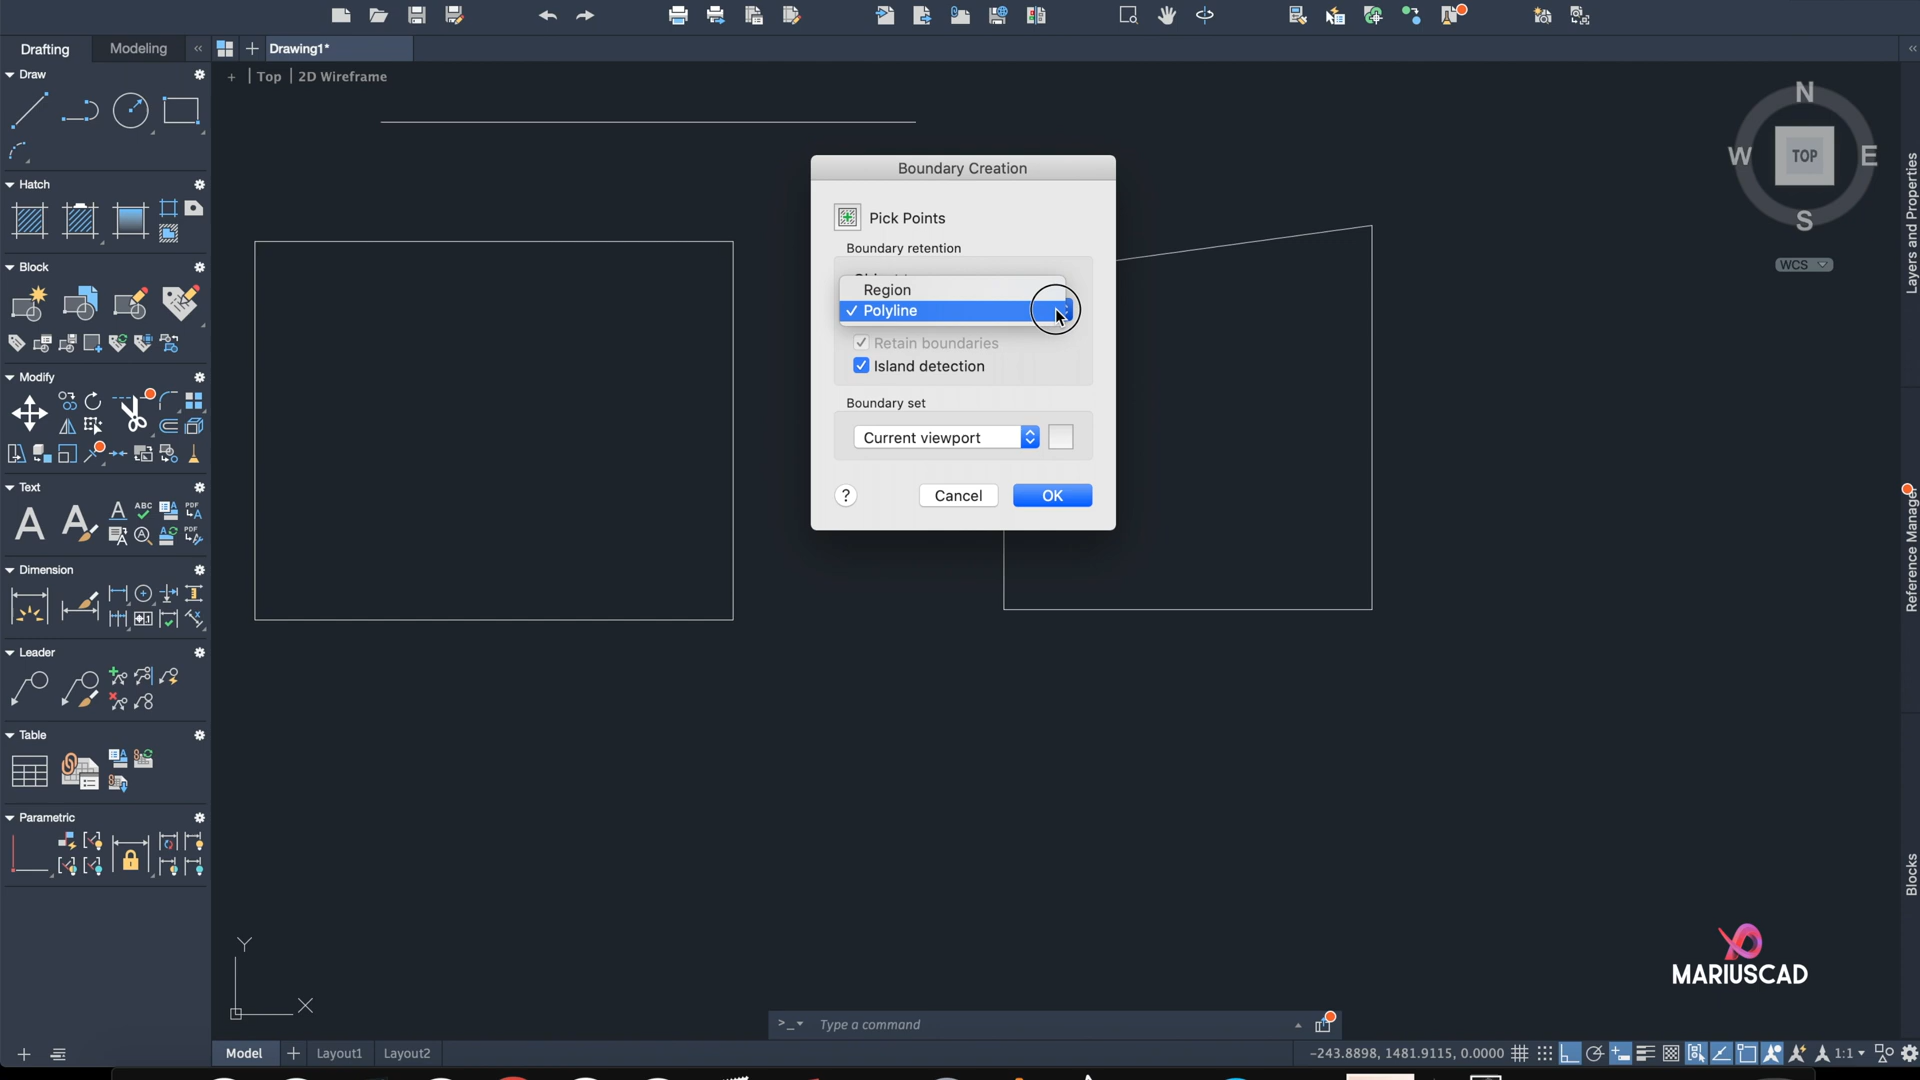 Drafting
Modeling
Drawing1*
Draw
+ | Top | 2D Wireframe
N
W
TOP
E
S
WCS
Hatch
Block
Modify
Text
Dimension
Leader
Table
Parametric
Boundary Creation
Pick Points
Boundary retention
Region
✓ Polyline
Retain boundaries
Island detection
Boundary set
Current viewport
?
Cancel
OK
Layers and Properties
Reference Manager
Blocks
Y
X
MARIUSCAD
>_ Type a command
Model
Layout1
Layout2
-243.8898, 1481.9115, 0.0000
1:1